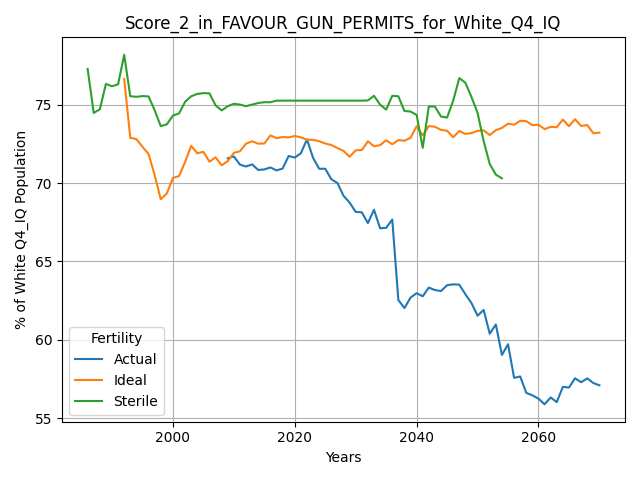 Score_2_in_FAVOUR_GUN_PERMITS_for_White_Q4_IQ
% of White Q4_IQ Population
75
70
65
60
55
Fertility
Actual
Ideal
Sterile
2000 2020 2040 2060
Years